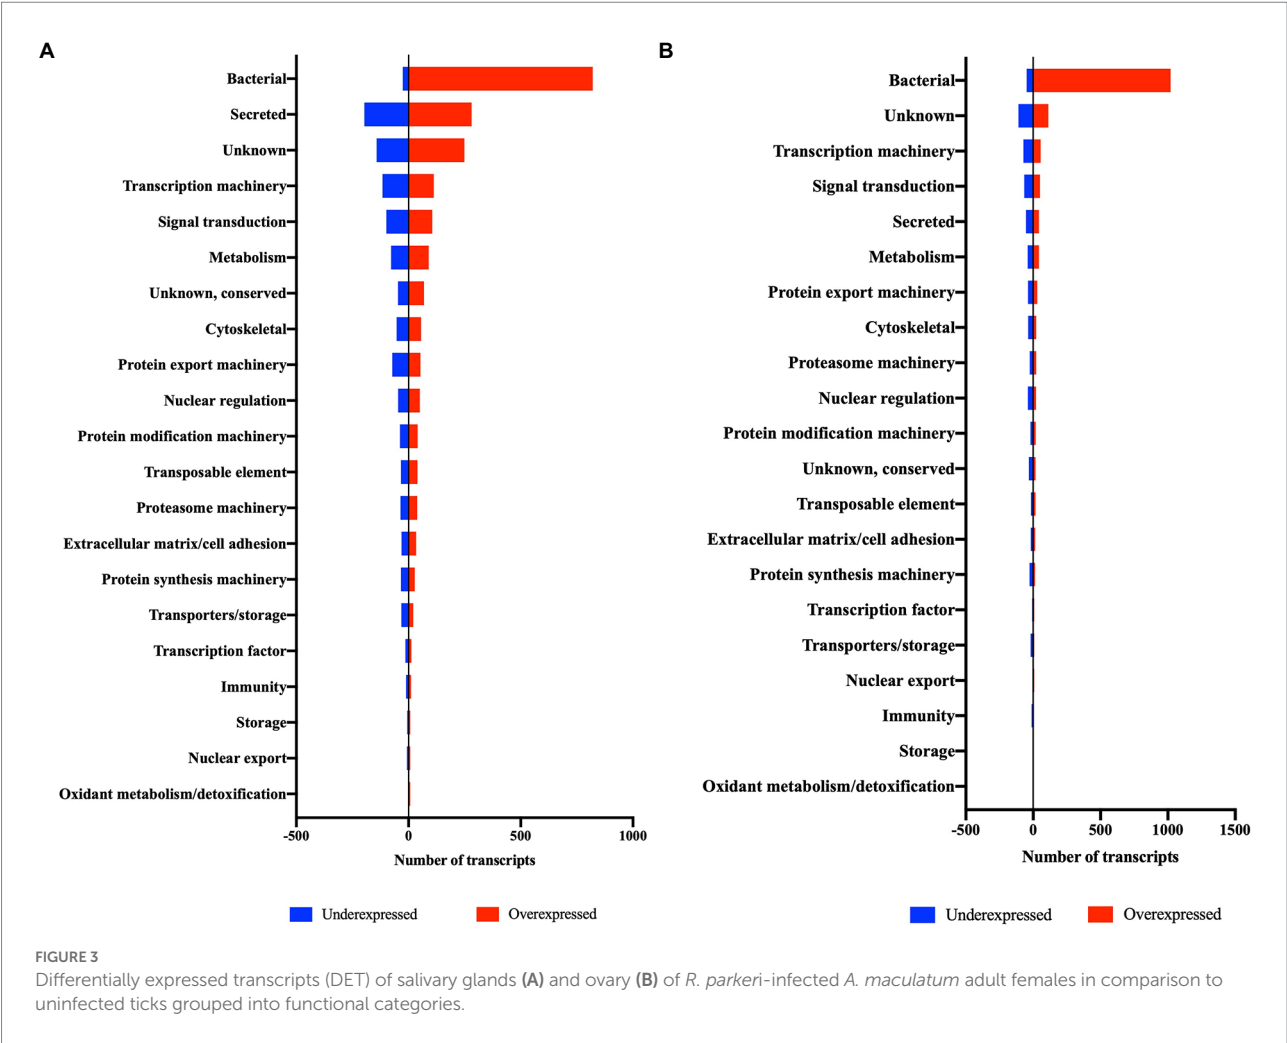 A
Bacterial
Secreted
Unknown
Transcription machinery
Signal transduction
Metabolism
Unknown, conserved
Cytoskeletal
Protein export machinery
Nuclear regulation
Protein modification machinery
Transposable element
Proteasome machinery
Extracellular matrix/cell adhesion
Protein synthesis machinery
Transporters/storage
Transcription factor
Immunity
Storage
Nuclear export
Oxidant metabolism/detoxification
-500 0 500 1000
Number of transcripts
Underexpressed Overexpressed
B
Bacterial
Unknown
Transcription machinery
Signal transduction
Secreted
Metabolism
Protein export machinery
Cytoskeletal
Proteasome machinery
Nuclear regulation
Protein modification machinery
Unknown, conserved
Transposable element
Extracellular matrix/cell adhesion
Protein synthesis machinery
Transcription factor
Transporters/storage
Nuclear export
Immunity
Storage
Oxidant metabolism/detoxification
-500 0 500 1000 1500
Number of transcripts
Underexpressed Overexpressed
FIGURE 3
Differentially expressed transcripts (DET) of salivary glands (A) and ovary (B) of R. parkeri-infected A. maculatum adult females in comparison to
uninfected ticks grouped into functional categories.